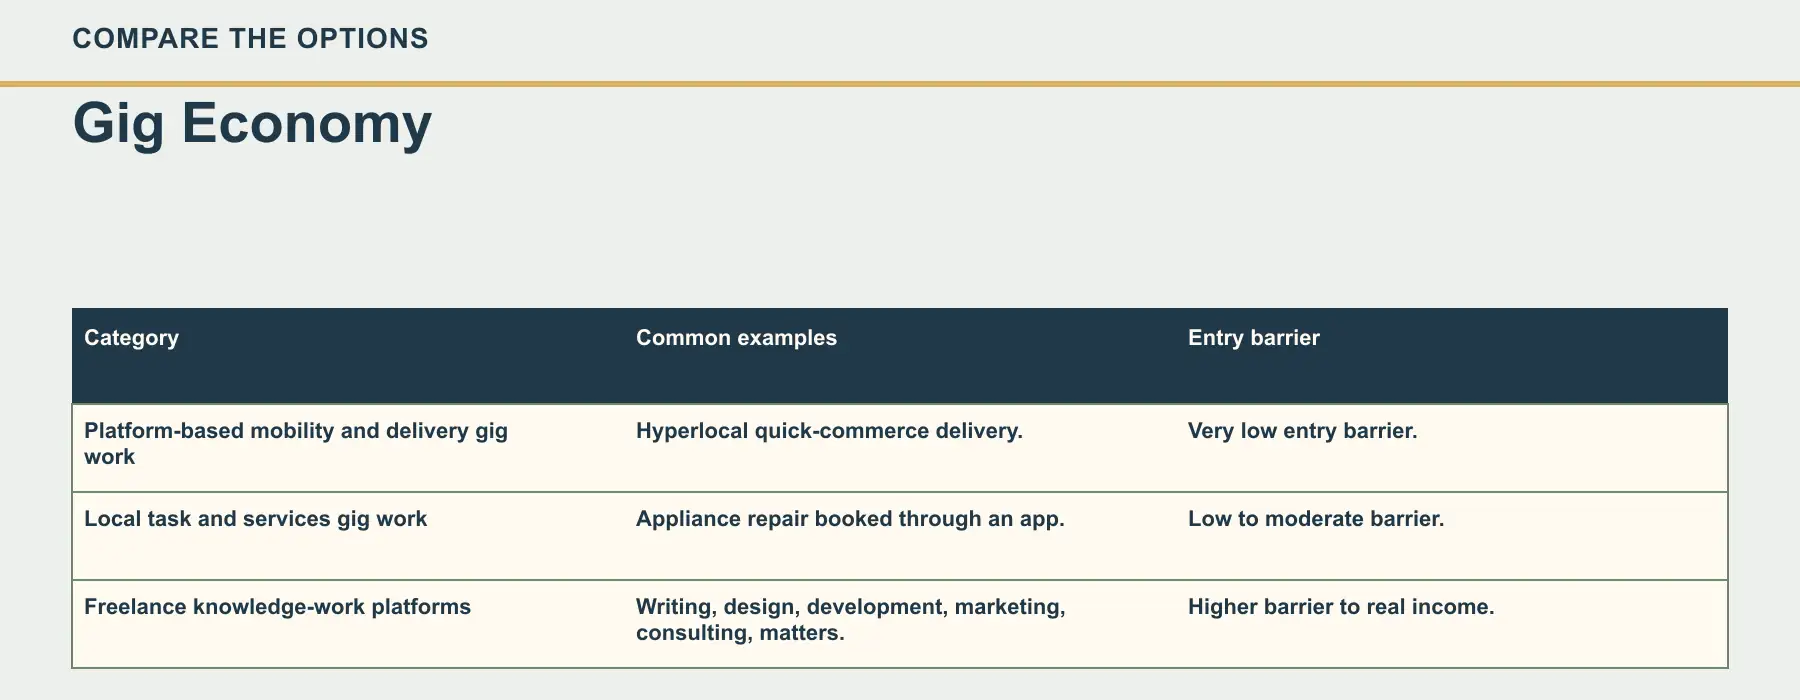 COMPARE THE OPTIONS
Gig Economy
Category
Common examples
Entry barrier
Platform-based mobility and delivery gig
work
Hyperlocal quick-commerce delivery.
Very low entry barrier.
Local task and services gig work
Appliance repair booked through an app.
Low to moderate barrier.
Freelance knowledge-work platforms
Writing, design, development, marketing,
consulting, matters.
Higher barrier to real income.